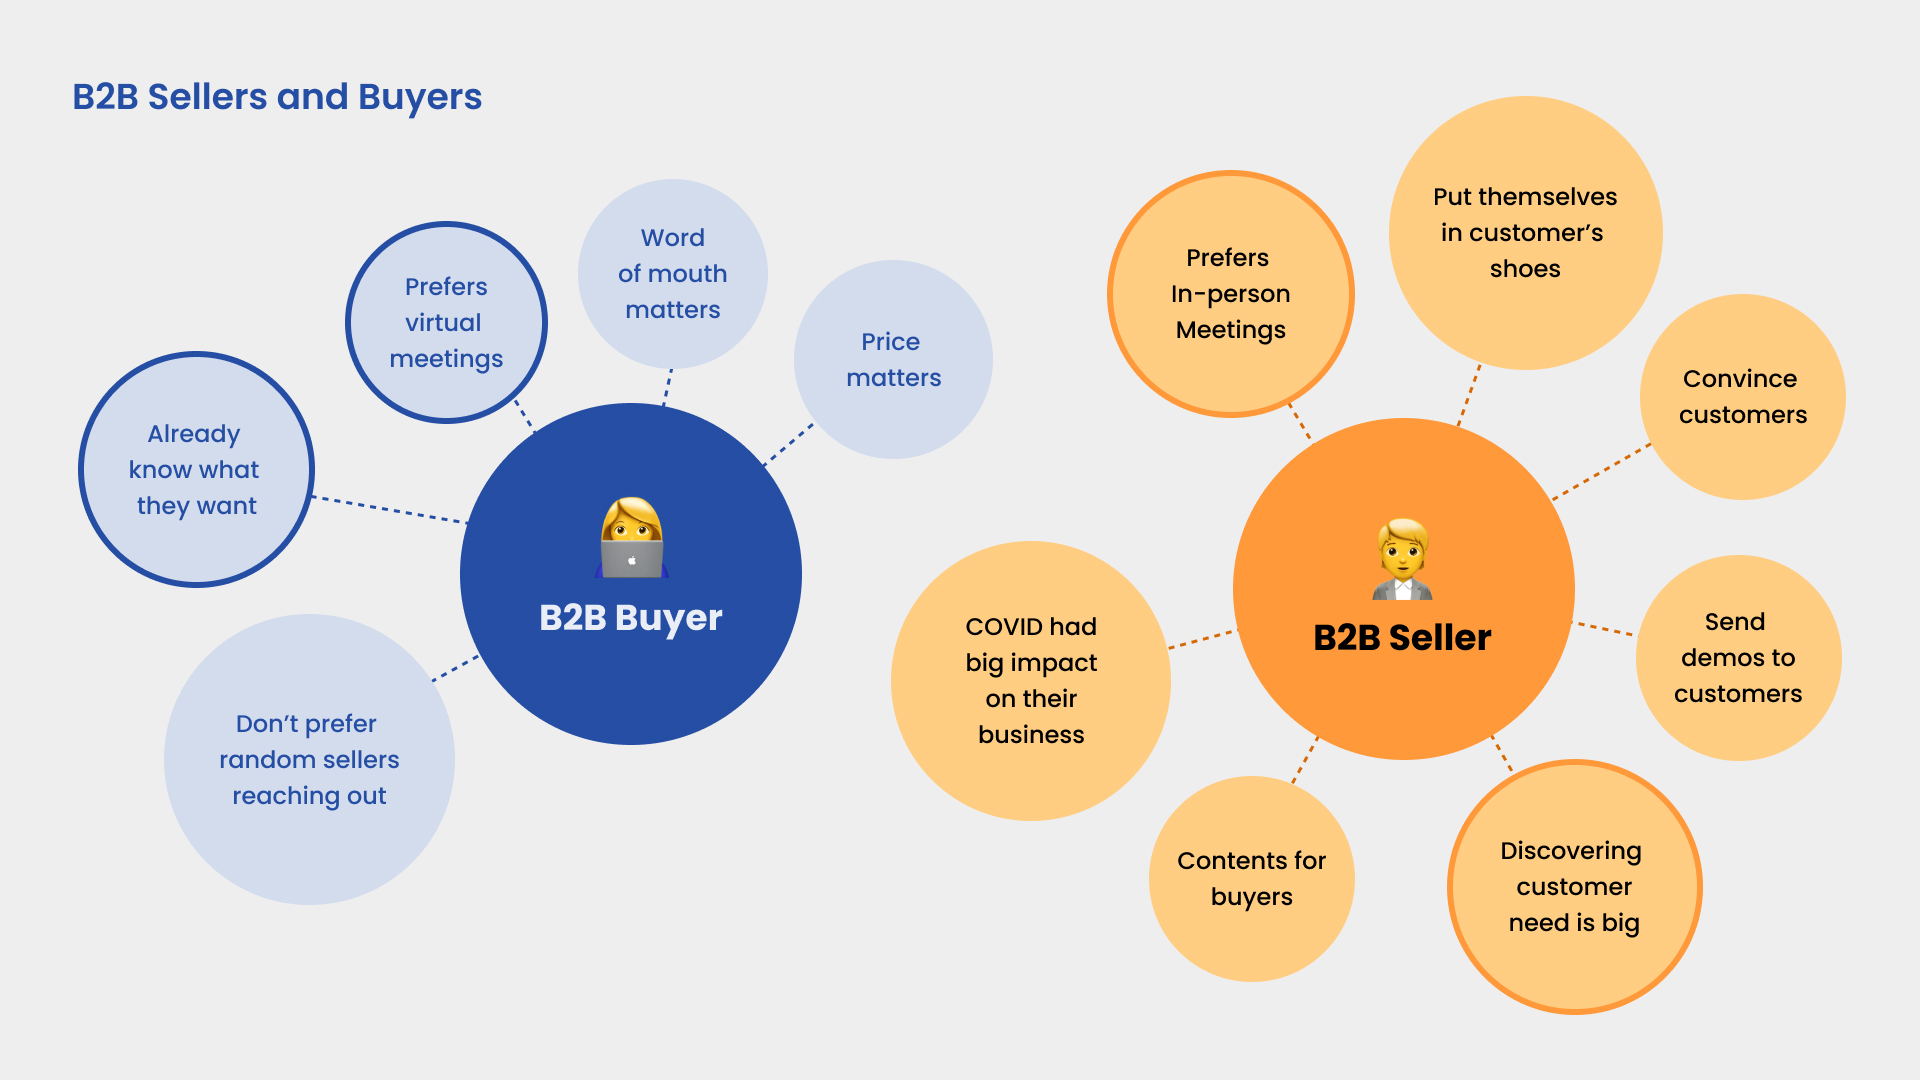 B2B Sellers and Buyers
Already
know what
they want
Prefers
virtual
meetings
Word
of mouth
matters
Price
matters
B2B Buyer
Don’t prefer
random sellers
reaching out
Prefers
In-person
Meetings
Put themselves
in customer’s
shoes
Convince
customers
B2B Seller
Send
demos to
customers
COVID had
big impact
on their
business
Contents for
buyers
Discovering
customer
need is big